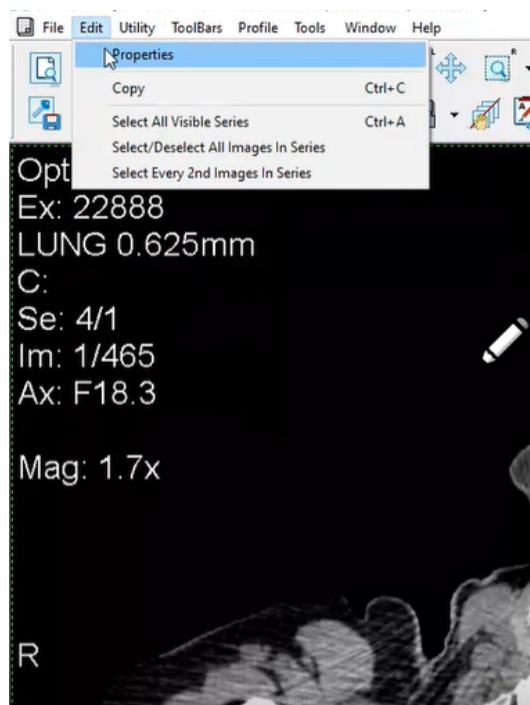 File Edit Utility ToolBars Profile Tools Window Help
Properties
Copy Ctrl+C
Select All Visible Series Ctrl+A
Select/Deselect All Images In Series
Select Every 2nd Images In Series
L
R
Opt
Ex: 22888
LUNG 0.625mm
C:
Se: 4/1
Im: 1/465
Ax: F18.3
Mag: 1.7x
R